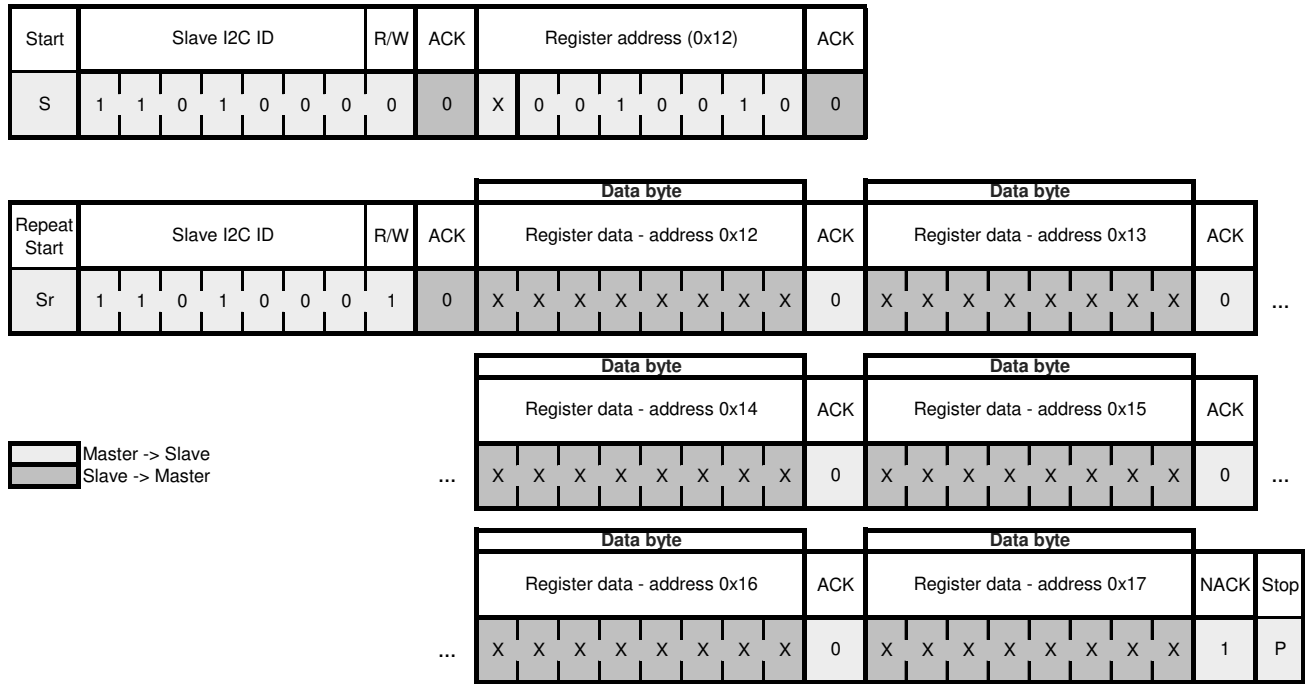 Start Slave I2C ID R/W ACK Register address (0x12) ACK
S 1 1 0 1 0 0 0 0 0 X 0 0 1 0 0 1 0 0
Data byte Data byte
Repeat Start Slave I2C ID R/W ACK Register data - address 0x12 ACK Register data - address 0x13 ACK
Sr 1 1 0 1 0 0 0 1 0 X X X X X X X X 0 X X X X X X X X 0 ...
Data byte Data byte
Register data - address 0x14 ACK Register data - address 0x15 ACK
Master -> Slave
Slave -> Master
... X X X X X X X X 0 X X X X X X X X 0 ...
Data byte Data byte
Register data - address 0x16 ACK Register data - address 0x17 NACK Stop
... X X X X X X X X 0 X X X X X X X X 1 P